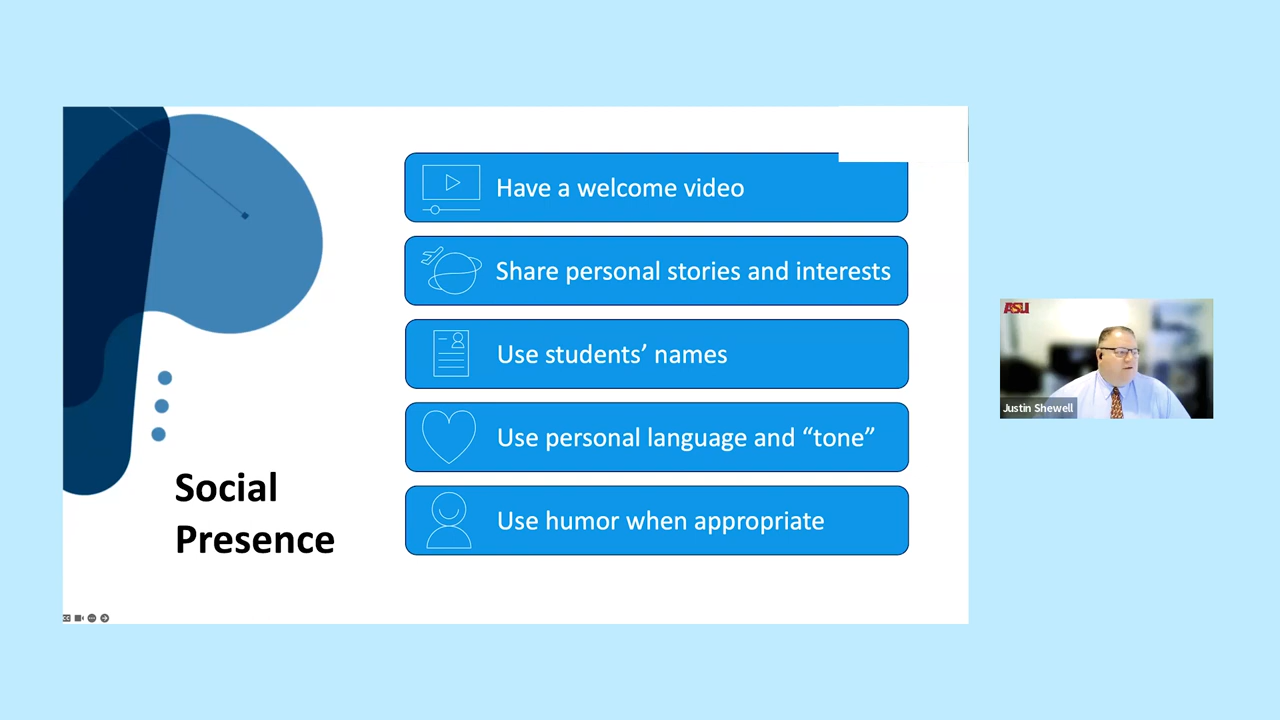 Have a welcome video
Share personal stories and interests
Use students’ names
Use personal language and “tone”
Use humor when appropriate
Social
Presence
ASU
Justin Shewell